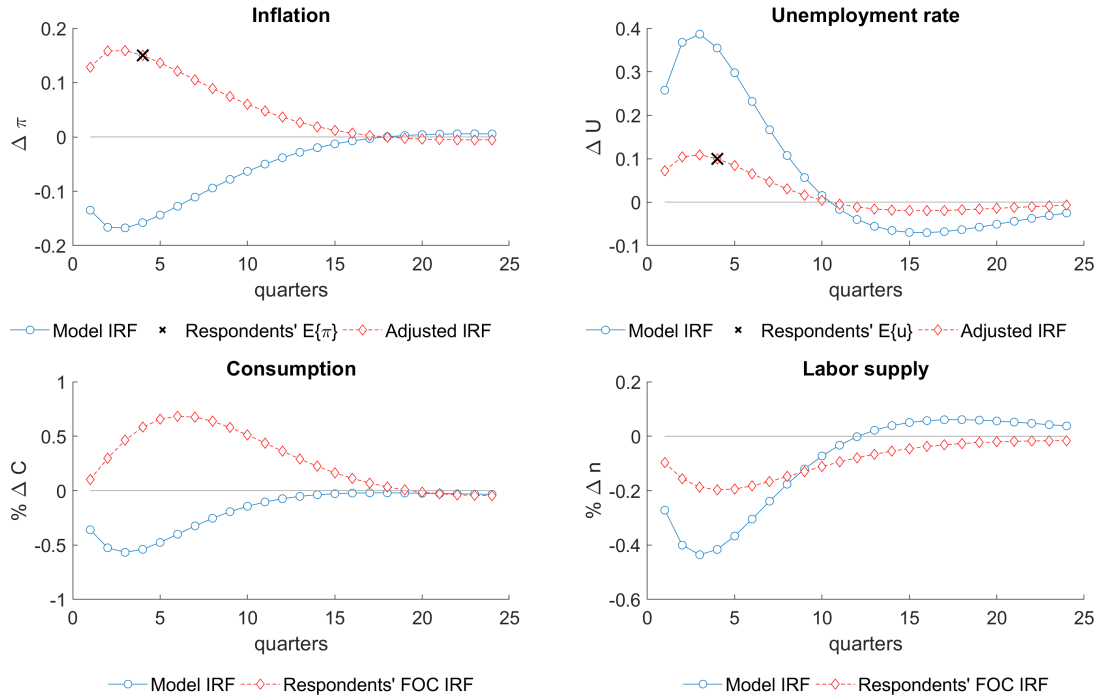 Inflation
0.2
0.1
0
-0.1
-0.2
Δ π
0 5 10 15 20 25
quarters
Model IRF Respondents' E{π} Adjusted IRF
Unemployment rate
0.4
0.3
0.2
0.1
0
-0.1
Δ U
0 5 10 15 20 25
quarters
Model IRF Respondents' E{u} Adjusted IRF
Consumption
1
0.5
0
-0.5
-1
% Δ C
0 5 10 15 20 25
quarters
Model IRF Respondents' FOC IRF
Labor supply
0.2
0
-0.2
-0.4
-0.6
% Δ n
0 5 10 15 20 25
quarters
Model IRF Respondents' FOC IRF